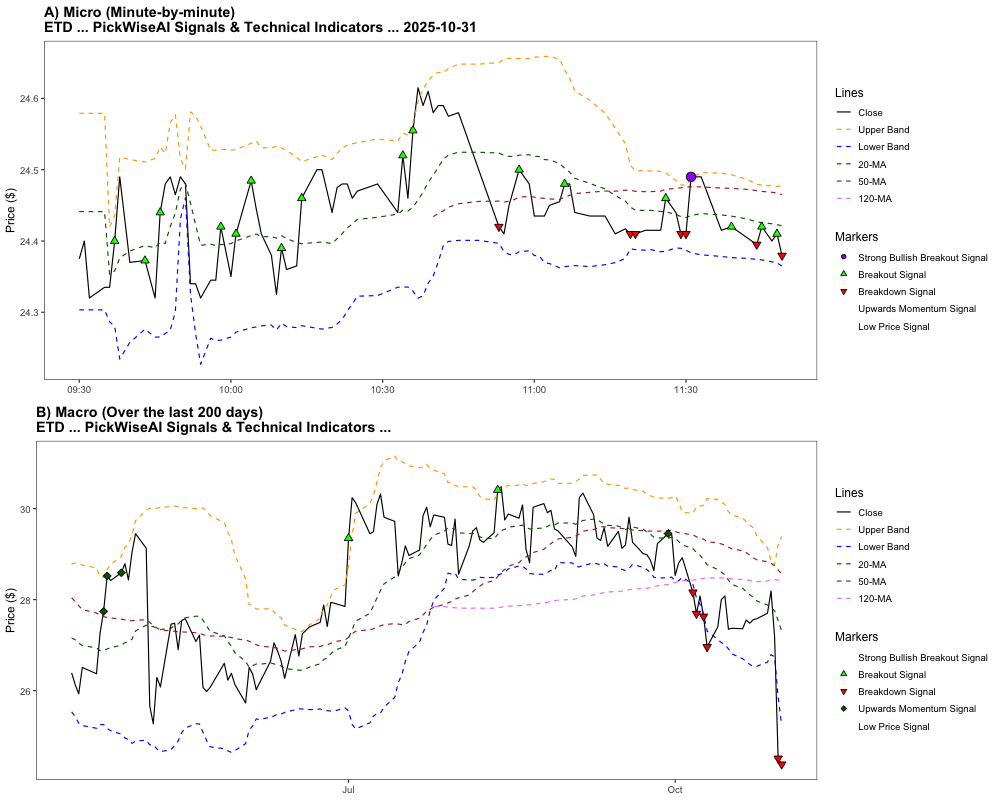 A) Micro (Minute-by-minute)
ETD ... PickWiseAI Signals & Technical Indicators ... 2025-10-31
Price ($)
24.6
24.5
24.4
24.3
09:30
10:00
10:30
11:00
11:30
Lines
Close
Upper Band
Lower Band
20-MA
50-MA
120-MA
Markers
Strong Bullish Breakout Signal
Breakout Signal
Breakdown Signal
Upwards Momentum Signal
Low Price Signal
B) Macro (Over the last 200 days)
ETD ... PickWiseAI Signals & Technical Indicators ...
Price ($)
30
28
26
Jul
Oct
Lines
Close
Upper Band
Lower Band
20-MA
50-MA
120-MA
Markers
Strong Bullish Breakout Signal
Breakout Signal
Breakdown Signal
Upwards Momentum Signal
Low Price Signal